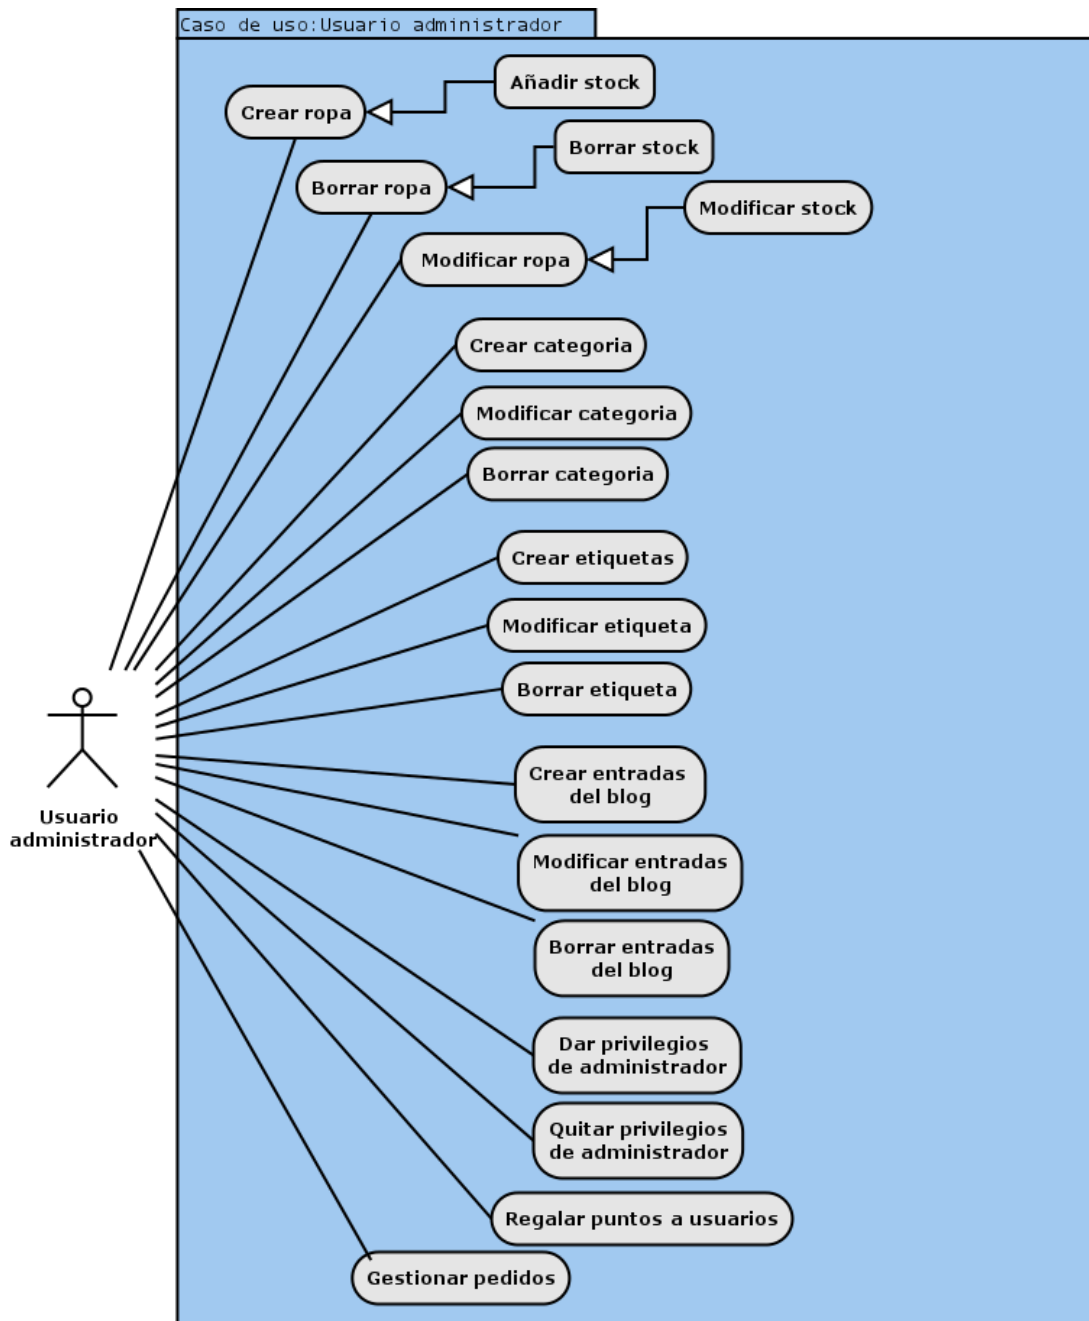 Caso de uso:Usuario administrador
Añadir stock
Crear ropa
Borrar stock
Borrar ropa
Modificar stock
Modificar ropa
Crear categoria
Modificar categoria
Borrar categoria
Crear etiquetas
Modificar etiqueta
Borrar etiqueta
Crear entradas
del blog
Usuario
administrador
Modificar entradas
del blog
Borrar entradas
del blog
Dar privilegios
de administrador
Quitar privilegios
de administrador
Regalar puntos a usuarios
Gestionar pedidos